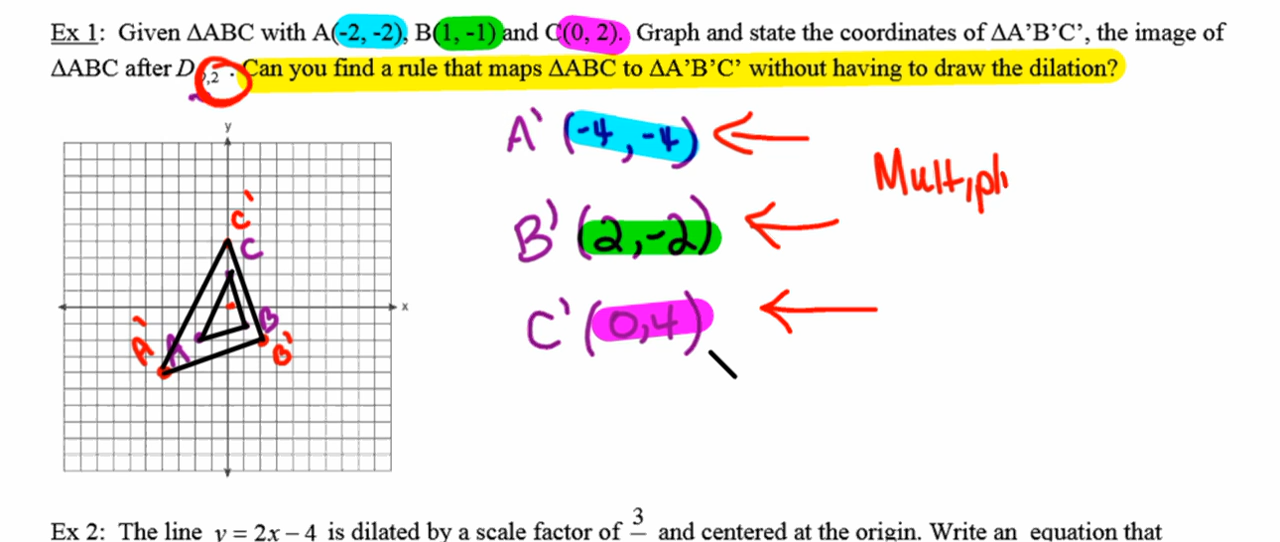 Ex 1: Given ΔABC with A(-2, -2), B(1, -1) and C(0, 2). Graph and state the coordinates of ΔA’B’C’, the image of
ΔABC after D ,2 . Can you find a rule that maps ΔABC to ΔA’B’C’ without having to draw the dilation?
A' (-4, -4)
Multipl
B' (2,-2)
C' (0,4)
y
x
C'
C
B
B'
A'
A
Ex 2: The line y = 2x – 4 is dilated by a scale factor of 3 and centered at the origin. Write an equation that